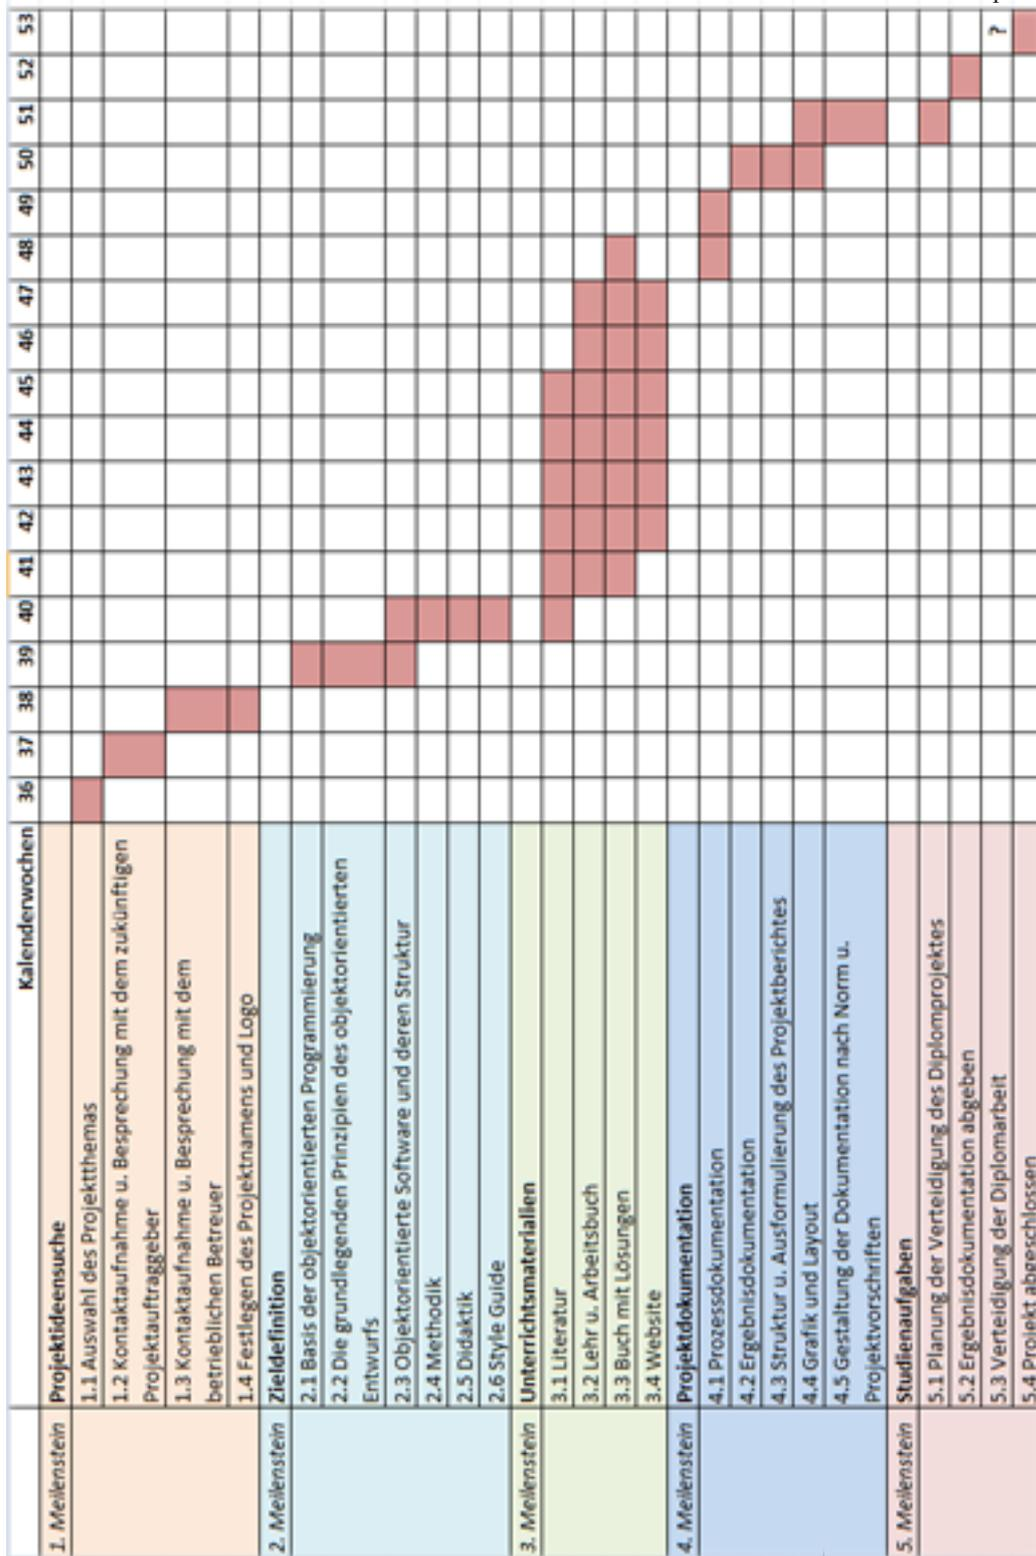 Kalenderwochen 36 37 38 39 40 41 42 43 44 45 46 47 48 49 50 51 52 53
1. Meilenstein Projektideensuche
1.1 Auswahl des Projektthemas
1.2 Kontaktaufnahme u. Besprechung mit dem zukünftigen
Projektauftraggeber
1.3 Kontaktaufnahme u. Besprechung mit dem
betrieblichen Betreuer
1.4 Festlegen des Projektnamens und Logo
2. Meilenstein Zieldefinition
2.1 Basis der objektorientierten Programmierung
2.2 Die grundlegenden Prinzipien des objektorientierten
Entwurfs
2.3 Objektorientierte Software und deren Struktur
2.4 Methodik
2.5 Didaktik
2.6 Style Guide
3. Meilenstein Unterrichtsmaterialien
3.1 Literatur
3.2 Lehr u. Arbeitsbuch
3.3 Buch mit Lösungen
3.4 Website
4. Meilenstein Projektdokumentation
4.1 Prozessdokumentation
4.2 Ergebnisdokumentation
4.3 Struktur u. Ausformulierung des Projektberichtes
4.4 Grafik und Layout
4.5 Gestaltung der Dokumentation nach Norm u.
Projektvorschriften
5. Meilenstein Studienaufgaben
5.1 Planung der Verteidigung des Diplomprojektes
5.2 Ergebnisdokumentation abgeben
5.3 Verteidigung der Diplomarbeit ?
5.4 Projekt abgeschlossen